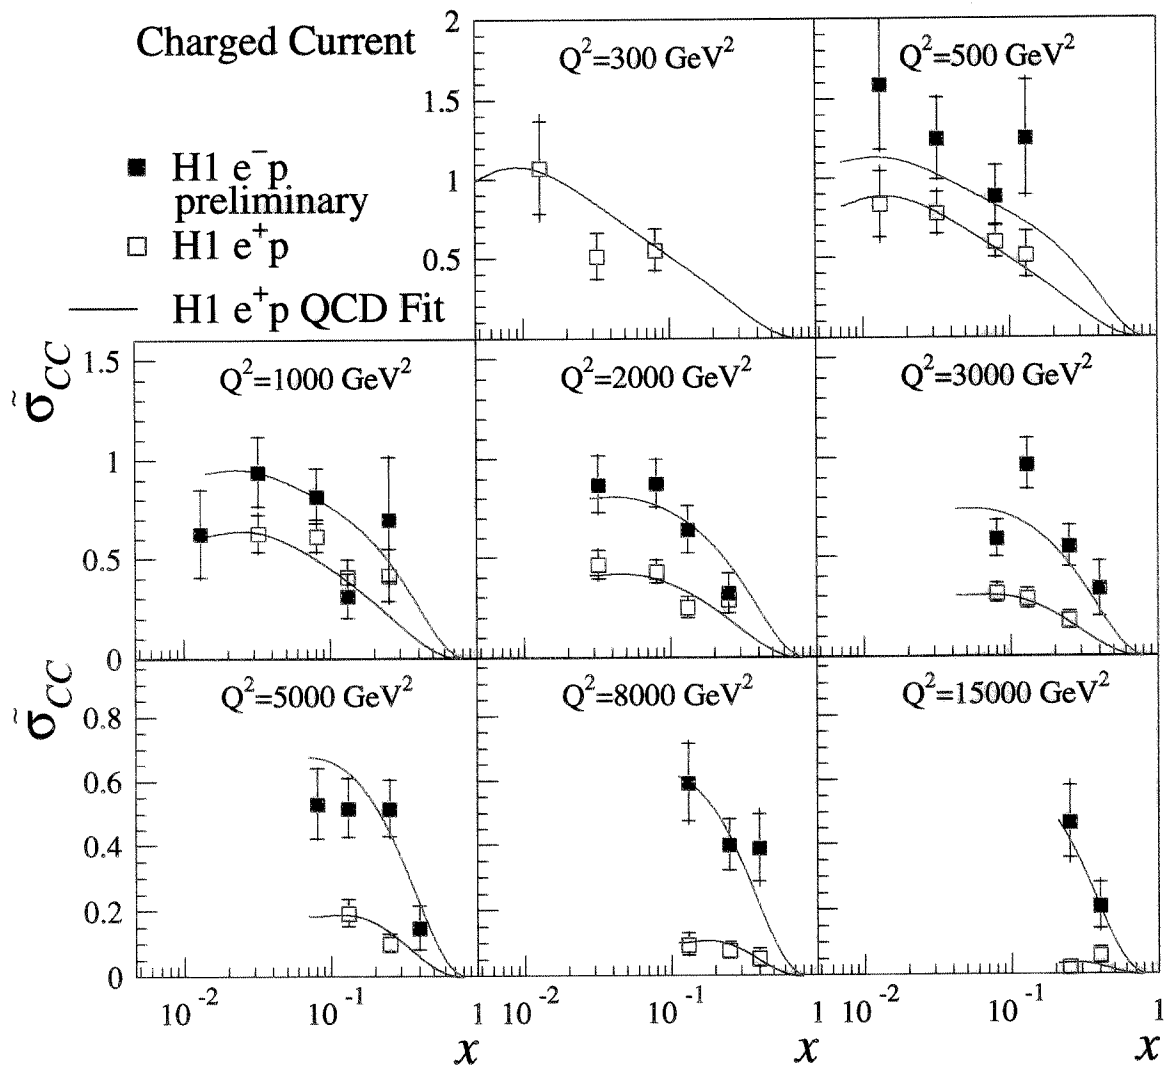 Charged Current
H1 e⁻p
preliminary
H1 e⁺p
H1 e⁺p QCD Fit
2
1.5
1
0.5
Q²=300 GeV²
Q²=500 GeV²
σ̃CC
1.5
1
0.5
0
Q²=1000 GeV²
Q²=2000 GeV²
Q²=3000 GeV²
σ̃CC
0.8
0.6
0.4
0.2
0
Q²=5000 GeV²
Q²=8000 GeV²
Q²=15000 GeV²
10⁻² 10⁻¹ 1 10⁻² 10⁻¹ 1 10⁻² 10⁻¹ 1
x x x